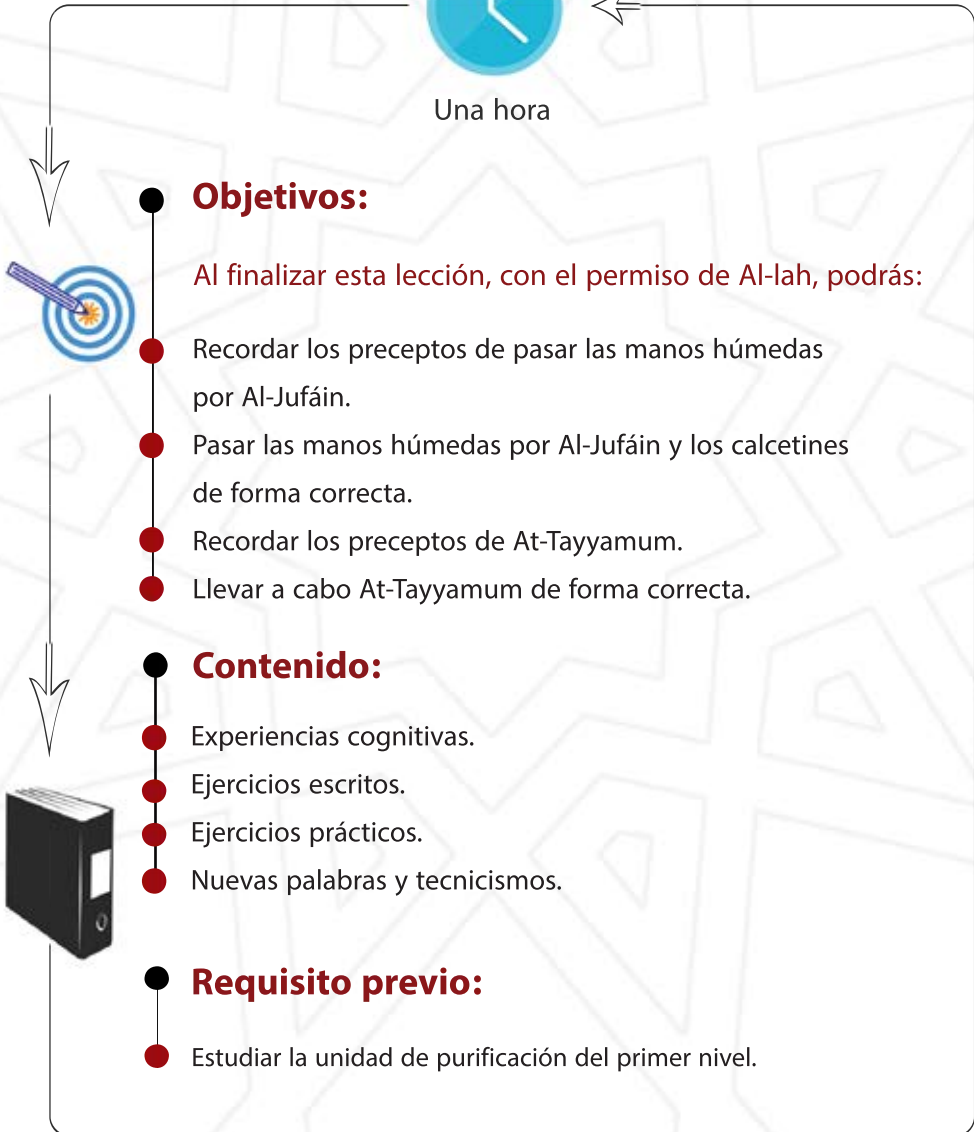 Una hora
Objetivos:
Al finalizar esta lección, con el permiso de Al-lah, podrás:
Recordar los preceptos de pasar las manos húmedas
por Al-Jufáin.
Pasar las manos húmedas por Al-Jufáin y los calcetines
de forma correcta.
Recordar los preceptos de At-Tayyamum.
Llevar a cabo At-Tayyamum de forma correcta.
Contenido:
Experiencias cognitivas.
Ejercicios escritos.
Ejercicios prácticos.
Nuevas palabras y tecnicismos.
Requisito previo:
Estudiar la unidad de purificación del primer nivel.